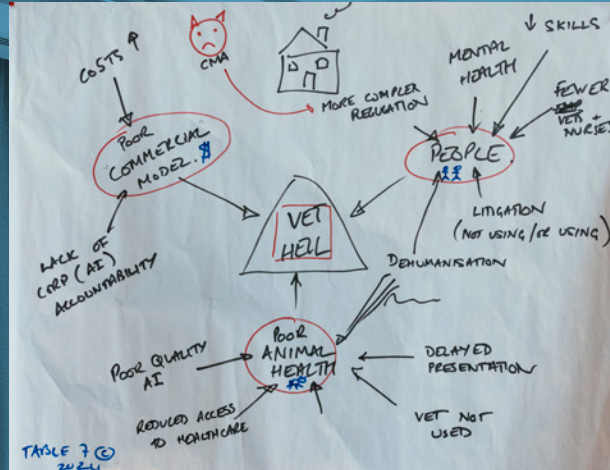 COSTS ↑
CMA
↓ SKILLS
MENTAL
HEALTH
FEWER
VETS +
NURSES
MORE COMPLEX
REGULATION
POOR
COMMERCIAL
MODEL. $
PEOPLE.
LACK OF
CORP (AI)
ACCOUNTABILITY
VET
HELL
LITIGATION
(NOT USING/OR USING)
DEHUMANISATION
POOR
ANIMAL
HEALTH
POOR QUALITY
AI
DELAYED
PRESENTATION
REDUCED ACCESS
TO HEALTHCARE
VET NOT
USED
TABLE 7 ©
2024